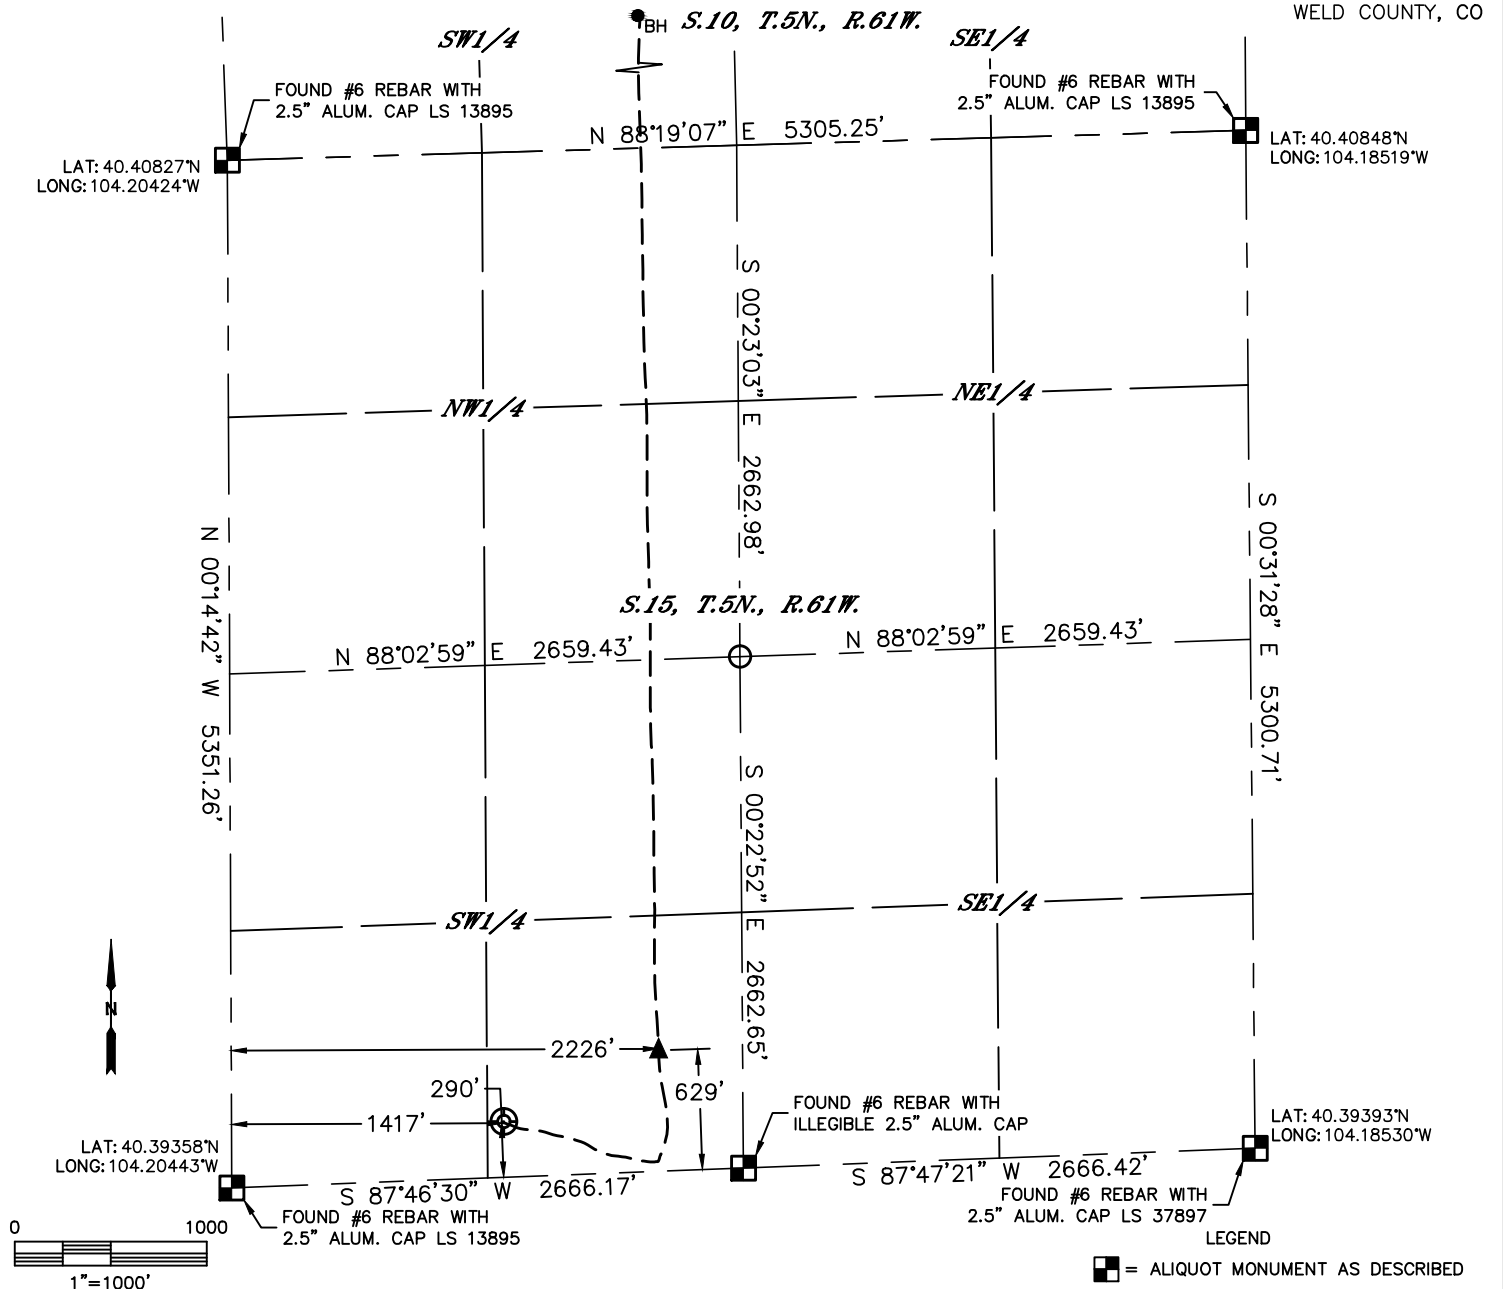 WELD COUNTY, CO
BH S.10, T.5N., R.61W.
SW1/4
SE1/4
FOUND #6 REBAR WITH
2.5" ALUM. CAP LS 13895
FOUND #6 REBAR WITH
2.5" ALUM. CAP LS 13895
N 88°19'07" E 5305.25'
LAT: 40.40827°N
LONG: 104.20424°W
LAT: 40.40848°N
LONG: 104.18519°W
S 00°23'03" E 2662.98'
NW1/4
NE1/4
N 00°14'42" W 5351.26'
S 00°31'28" E 5300.71'
S.15, T.5N., R.61W.
N 88°02'59" E 2659.43'
N 88°02'59" E 2659.43'
S 00°22'52" E 2662.65'
SW1/4
SE1/4
N
2226'
290'
629'
1417'
FOUND #6 REBAR WITH
ILLEGIBLE 2.5" ALUM. CAP
LAT: 40.39358°N
LONG: 104.20443°W
LAT: 40.39393°N
LONG: 104.18530°W
S 87°46'30" W 2666.17'
S 87°47'21" W 2666.42'
FOUND #6 REBAR WITH
2.5" ALUM. CAP LS 13895
FOUND #6 REBAR WITH
2.5" ALUM. CAP LS 37897
0 1000
1"=1000'
LEGEND
= ALIQUOT MONUMENT AS DESCRIBED